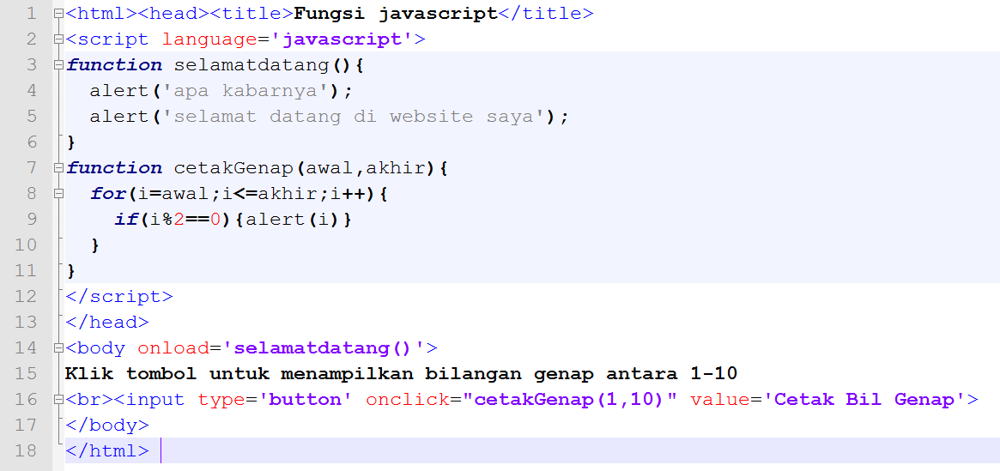 1 <html><head><title>Fungsi javascript</title>
2 <script language='javascript'>
3 function selamatdatang(){
4   alert('apa kabarnya');
5   alert('selamat datang di website saya');
6 }
7 function cetakGenap(awal,akhir){
8   for(i=awal;i<=akhir;i++){
9     if(i%2==0){alert(i)}
10   }
11 }
12 </script>
13 </head>
14 <body onload='selamatdatang()'>
15 Klik tombol untuk menampilkan bilangan genap antara 1-10
16 <br><input type='button' onclick="cetakGenap(1,10)" value='Cetak Bil Genap'>
17 </body>
18 </html>